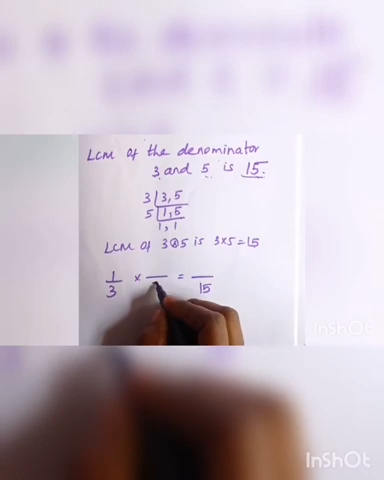 LCM of the denominator
3 and 5 is 15.
3 | 3, 5
5 | 1, 5
1, 1
LCM of 3 & 5 is 3×5=15
1/3 × — = —/15
InShOt
InShOt